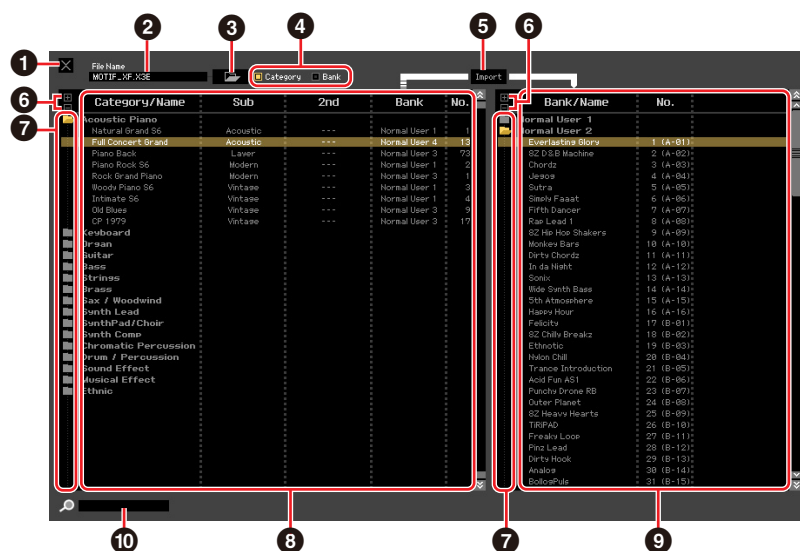 2 3 4 5 6
1 File Name
MOTIF_XF.X3E Category Bank Import
6 Category/Name Sub 2nd Bank No. Bank/Name No.
7 Acoustic Piano Normal User 1
Natural Grand S6 Acoustic --- Normal User 1 1 Normal User 2
Full Concert Grand Acoustic --- Normal User 4 13 Everlasting Glory 1 (A-01)
Piano Back Layer --- Normal User 3 73 8Z D&B Machine 2 (A-02)
Piano Rock S6 Modern --- Normal User 1 2 Chordz 3 (A-03)
Rock Grand Piano Modern --- Normal User 3 1 Jegog 4 (A-04)
Woody Piano S6 Vintage --- Normal User 1 3 Sutra 5 (A-05)
Intimate S6 Vintage --- Normal User 1 4 Simply Faaat 6 (A-06)
Old Blues Vintage --- Normal User 3 9 Fifth Dancer 7 (A-07)
CP 1979 Vintage --- Normal User 3 17 Rap Lead 1 8 (A-08)
Keyboard 8Z Hip Hop Shakers 9 (A-09)
Organ Monkey Bars 10 (A-10)
Guitar Dirty Chordz 11 (A-11)
Bass In da Night 12 (A-12)
Strings Sonix 13 (A-13)
Brass Wide Synth Bass 14 (A-14)
Sax / Woodwind 5th Atmosphere 15 (A-15)
Synth Lead Happy Hour 16 (A-16)
SynthPad/Choir Felicity 17 (B-01)
Synth Comp 8Z Chilly Breakz 18 (B-02)
Chromatic Percussion Ethnotic 19 (B-03)
Drum / Percussion Nylon Chill 20 (B-04)
Sound Effect Trance Introduction 21 (B-05)
Musical Effect Acid Fun AS1 22 (B-06)
Ethnic Punchy Drone RB 23 (B-07)
Outer Planet 24 (B-08)
8Z Heavy Hearts 25 (B-09)
TiRiPAD 26 (B-10)
Freaky Loop 27 (B-11)
Pinz Lead 28 (B-12)
Dirty Hook 29 (B-13)
Analog 30 (B-14)
BollogPuls 31 (B-15)
10 8 7 9